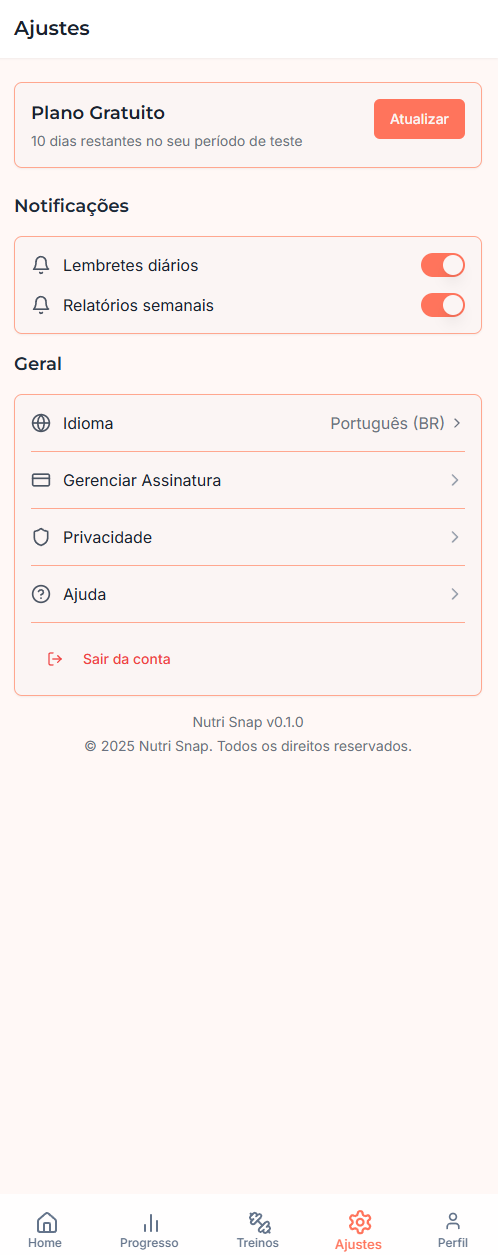 Ajustes
Plano Gratuito
Atualizar
10 dias restantes no seu período de teste
Notificações
Lembretes diários
Relatórios semanais
Geral
Idioma Português (BR)
Gerenciar Assinatura
Privacidade
Ajuda
Sair da conta
Nutri Snap v0.1.0
© 2025 Nutri Snap. Todos os direitos reservados.
Home Progresso Treinos Ajustes Perfil